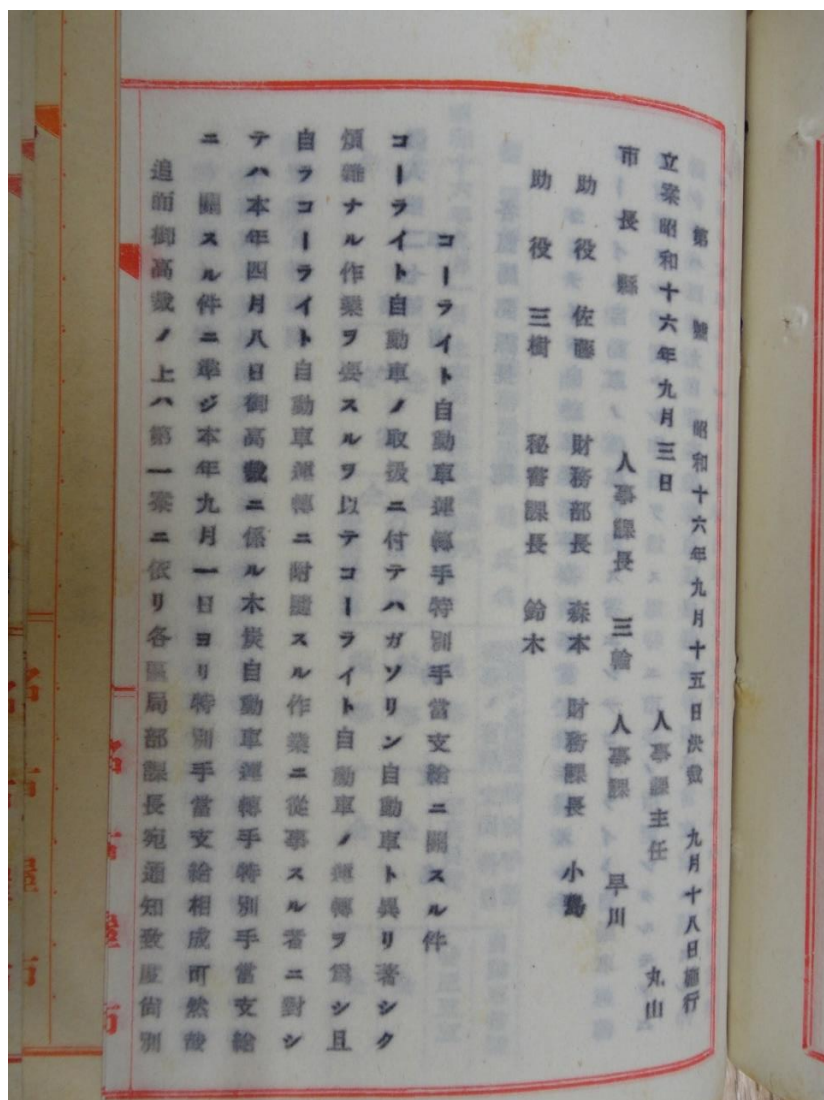 第　　　號　昭和十六年九月十五日決裁　九月十八日施行
立案昭和十六年九月三日　　　　　　人事課主任　丸山
市長 縣　　　人事課長 三輪　人事課　早川
助役 佐藤　財務部長 森本　財務課長 小鶴
助役 三樹　秘書課長 鈴木
コーライト自動車運轉手特別手當支給ニ關スル件
コーライト自動車ノ取扱ニ付テハガソリン自動車ト異リ著シク
煩雜ナル作業ヲ要スルヲ以テコーライト自動車ノ運轉ヲ爲シ且
自ラコーライト自動車運轉ニ附隨スル作業ニ從事スル者ニ對シ
テハ本年四月八日御高裁ニ係ル木炭自動車運轉手特別手當支給
ニ關スル件ニ準ジ本年九月一日ヨリ特別手當支給相成可然哉
追而御高裁ノ上ハ第一案ニ依リ各區局部課長宛通知致度尚別
名古屋市
名古屋市